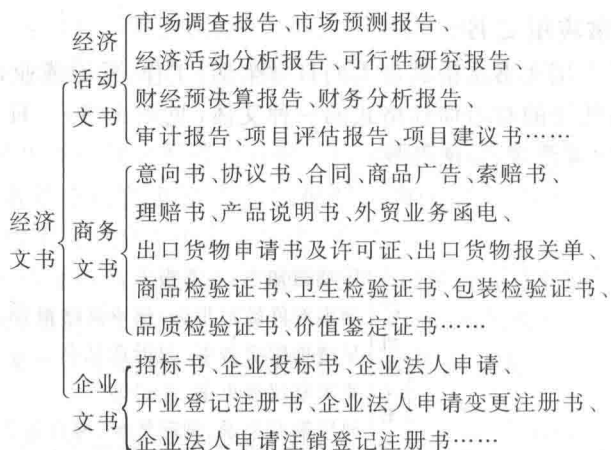 经济
活动
文书
市场调查报告、市场预测报告、
经济活动分析报告、可行性研究报告、
财经预决算报告、财务分析报告、
审计报告、项目评估报告、项目建议书……
经济
文书
商务
文书
意向书、协议书、合同、商品广告、索赔书、
理赔书、产品说明书、外贸业务函电、
出口货物申请书及许可证、出口货物报关单、
商品检验证书、卫生检验证书、包装检验证书、
品质检验证书、价值鉴定证书……
企业
文书
招标书、企业投标书、企业法人申请、
开业登记注册书、企业法人申请变更注册书、
企业法人申请注销登记注册书……